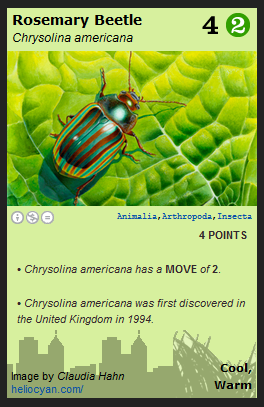 Rosemary Beetle
Chrysolina americana
4 2
Animalia,Arthropoda,Insecta
4 POINTS
• Chrysolina americana has a MOVE of 2.
• Chrysolina americana was first discovered in
the United Kingdom in 1994.
Cool,
Warm
Image by Claudia Hahn
heliocyan.com/